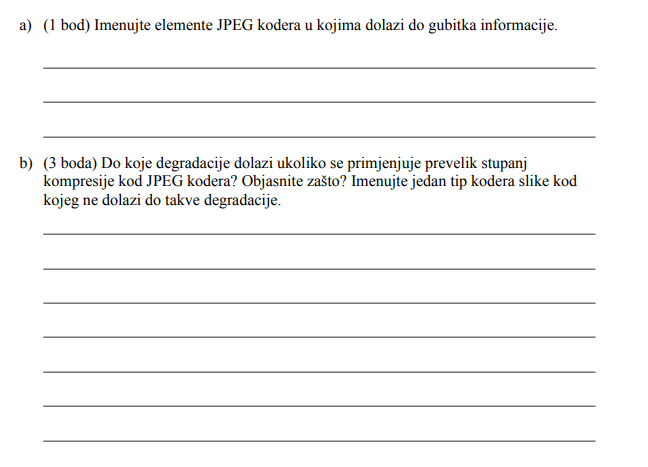 a) (1 bod) Imenujte elemente JPEG kodera u kojima dolazi do gubitka informacije.
b) (3 boda) Do koje degradacije dolazi ukoliko se primjenjuje prevelik stupanj
kompresije kod JPEG kodera? Objasnite zašto? Imenujte jedan tip kodera slike kod
kojeg ne dolazi do takve degradacije.